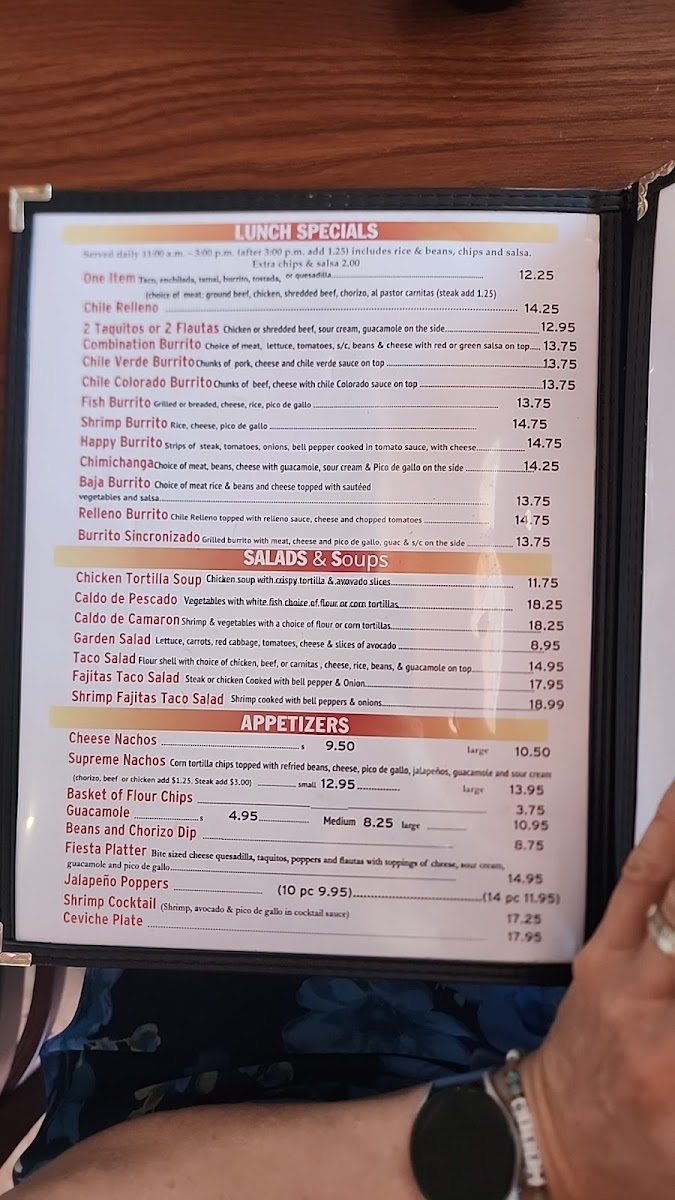 LUNCH SPECIALS
Served daily 11:00 a.m. - 3:00 p.m. (after 3:00 p.m. add 1.25) includes rice & beans, chips and salsa.
Extra chips & salsa 2.00
One Item Taco, enchilada, tamal, burrito, tostada, or quesadilla 12.25
(choice of meat: ground beef, chicken, shredded beef, chorizo, al pastor carnitas (steak add 1.25)
Chile Relleno 14.25
2 Taquitos or 2 Flautas Chicken or shredded beef, sour cream, guacamole on the side 12.95
Combination Burrito Choice of meat, lettuce, tomatoes, s/c, beans & cheese with red or green salsa on top 13.75
Chile Verde Burrito Chunks of pork, cheese and chile verde sauce on top 13.75
Chile Colorado Burrito Chunks of beef, cheese with chile Colorado sauce on top 13.75
Fish Burrito Grilled or breaded, cheese, rice, pico de gallo 13.75
Shrimp Burrito Rice, cheese, pico de gallo 14.75
Happy Burrito Strips of steak, tomatoes, onions, bell pepper cooked in tomato sauce, with cheese 14.75
Chimichanga Choice of meat, beans, cheese with guacamole, sour cream & Pico de gallo on the side 14.25
Baja Burrito Choice of meat rice & beans and cheese topped with sautéed
vegetables and salsa 13.75
Relleno Burrito Chile Relleno topped with relleno sauce, cheese and chopped tomatoes 14.75
Burrito Sincronizado Grilled burrito with meat, cheese and pico de gallo, guac & s/c on the side 13.75
SALADS & Soups
Chicken Tortilla Soup Chicken soup with crispy tortilla & avovado slices 11.75
Caldo de Pescado Vegetables with white fish choice of flour or corn tortillas 18.25
Caldo de Camaron Shrimp & vegetables with a choice of flour or corn tortillas 18.25
Garden Salad Lettuce, carrots, red cabbage, tomatoes, cheese & slices of avocado 8.95
Taco Salad Flour shell with choice of chicken, beef, or carnitas , cheese, rice, beans, & guacamole on top 14.95
Fajitas Taco Salad Steak or chicken Cooked with bell pepper & Onion 17.95
Shrimp Fajitas Taco Salad Shrimp cooked with bell peppers & onions 18.99
APPETIZERS
Cheese Nachos s 9.50 large 10.50
Supreme Nachos Corn tortilla chips topped with refried beans, cheese, pico de gallo, jalapeños, guacamole and sour cream
(chorizo, beef or chicken add $1.25. Steak add $3.00) small 12.95 large 13.95
Basket of Flour Chips 3.75
Guacamole s 4.95 Medium 8.25 large 10.95
Beans and Chorizo Dip 8.75
Fiesta Platter Bite sized cheese quesadilla, taquitos, poppers and flautas with toppings of cheese, sour cream,
guacamole and pico de gallo 14.95
Jalapeño Poppers (10 pc 9.95) (14 pc 11.95)
Shrimp Cocktail (Shrimp, avocado & pico de gallo in cocktail sauce) 17.25
Ceviche Plate 17.95